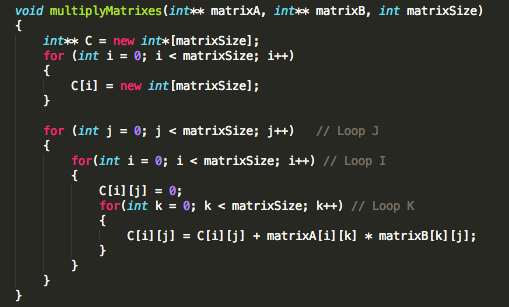 void multiplyMatrixes(int** matrixA, int** matrixB, int matrixSize)
{
    int** C = new int*[matrixSize];
    for (int i = 0; i < matrixSize; i++)
    {
        C[i] = new int[matrixSize];
    }

    for (int j = 0; j < matrixSize; j++)   // Loop J
    {
        for(int i = 0; i < matrixSize; i++) // Loop I
        {
            C[i][j] = 0;
            for(int k = 0; k < matrixSize; k++) // Loop K
            {
                C[i][j] = C[i][j] + matrixA[i][k] * matrixB[k][j];
            }
        }
    }
}